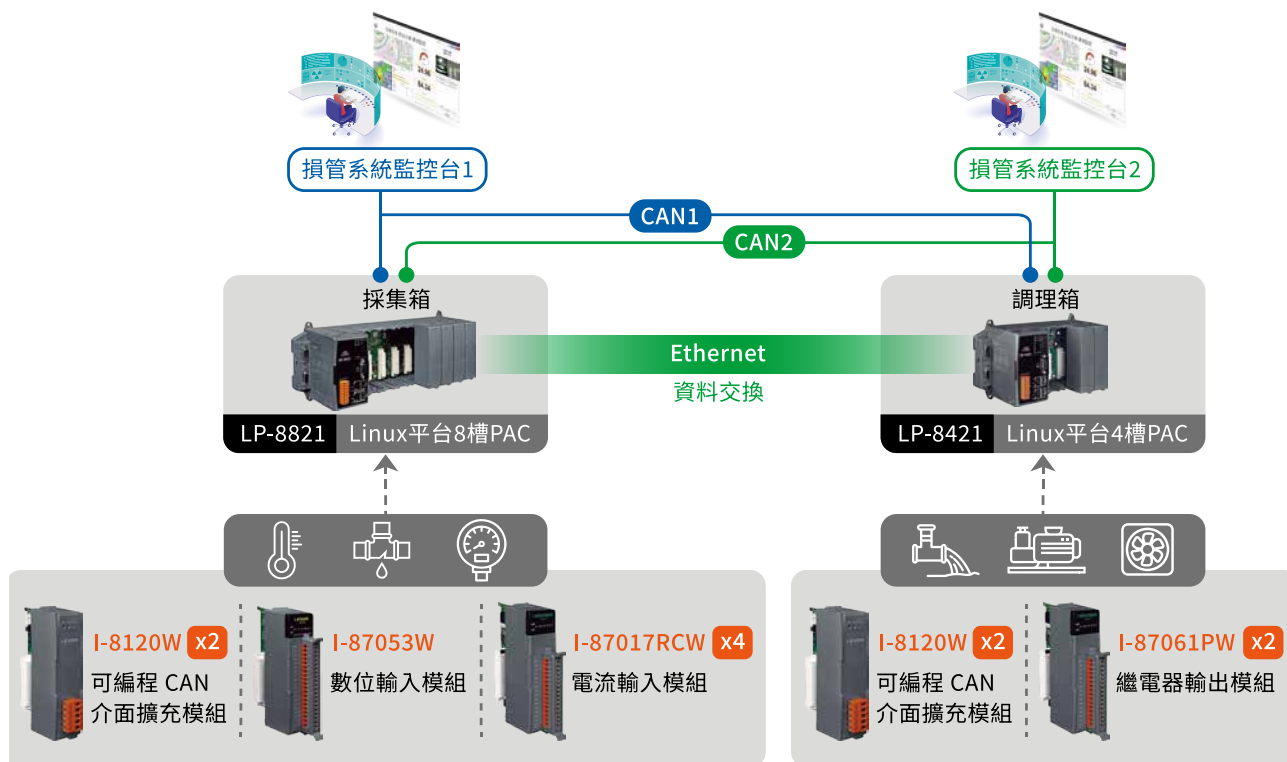 損管系統監控台1
損管系統監控台2
CAN1
CAN2
採集箱
調理箱
Ethernet
資料交換
LP-8821 Linux平台8槽PAC
LP-8421 Linux平台4槽PAC
I-8120W x2
可編程 CAN
介面擴充模組
I-87053W
數位輸入模組
I-87017RCW x4
電流輸入模組
I-8120W x2
可編程 CAN
介面擴充模組
I-87061PW x2
繼電器輸出模組